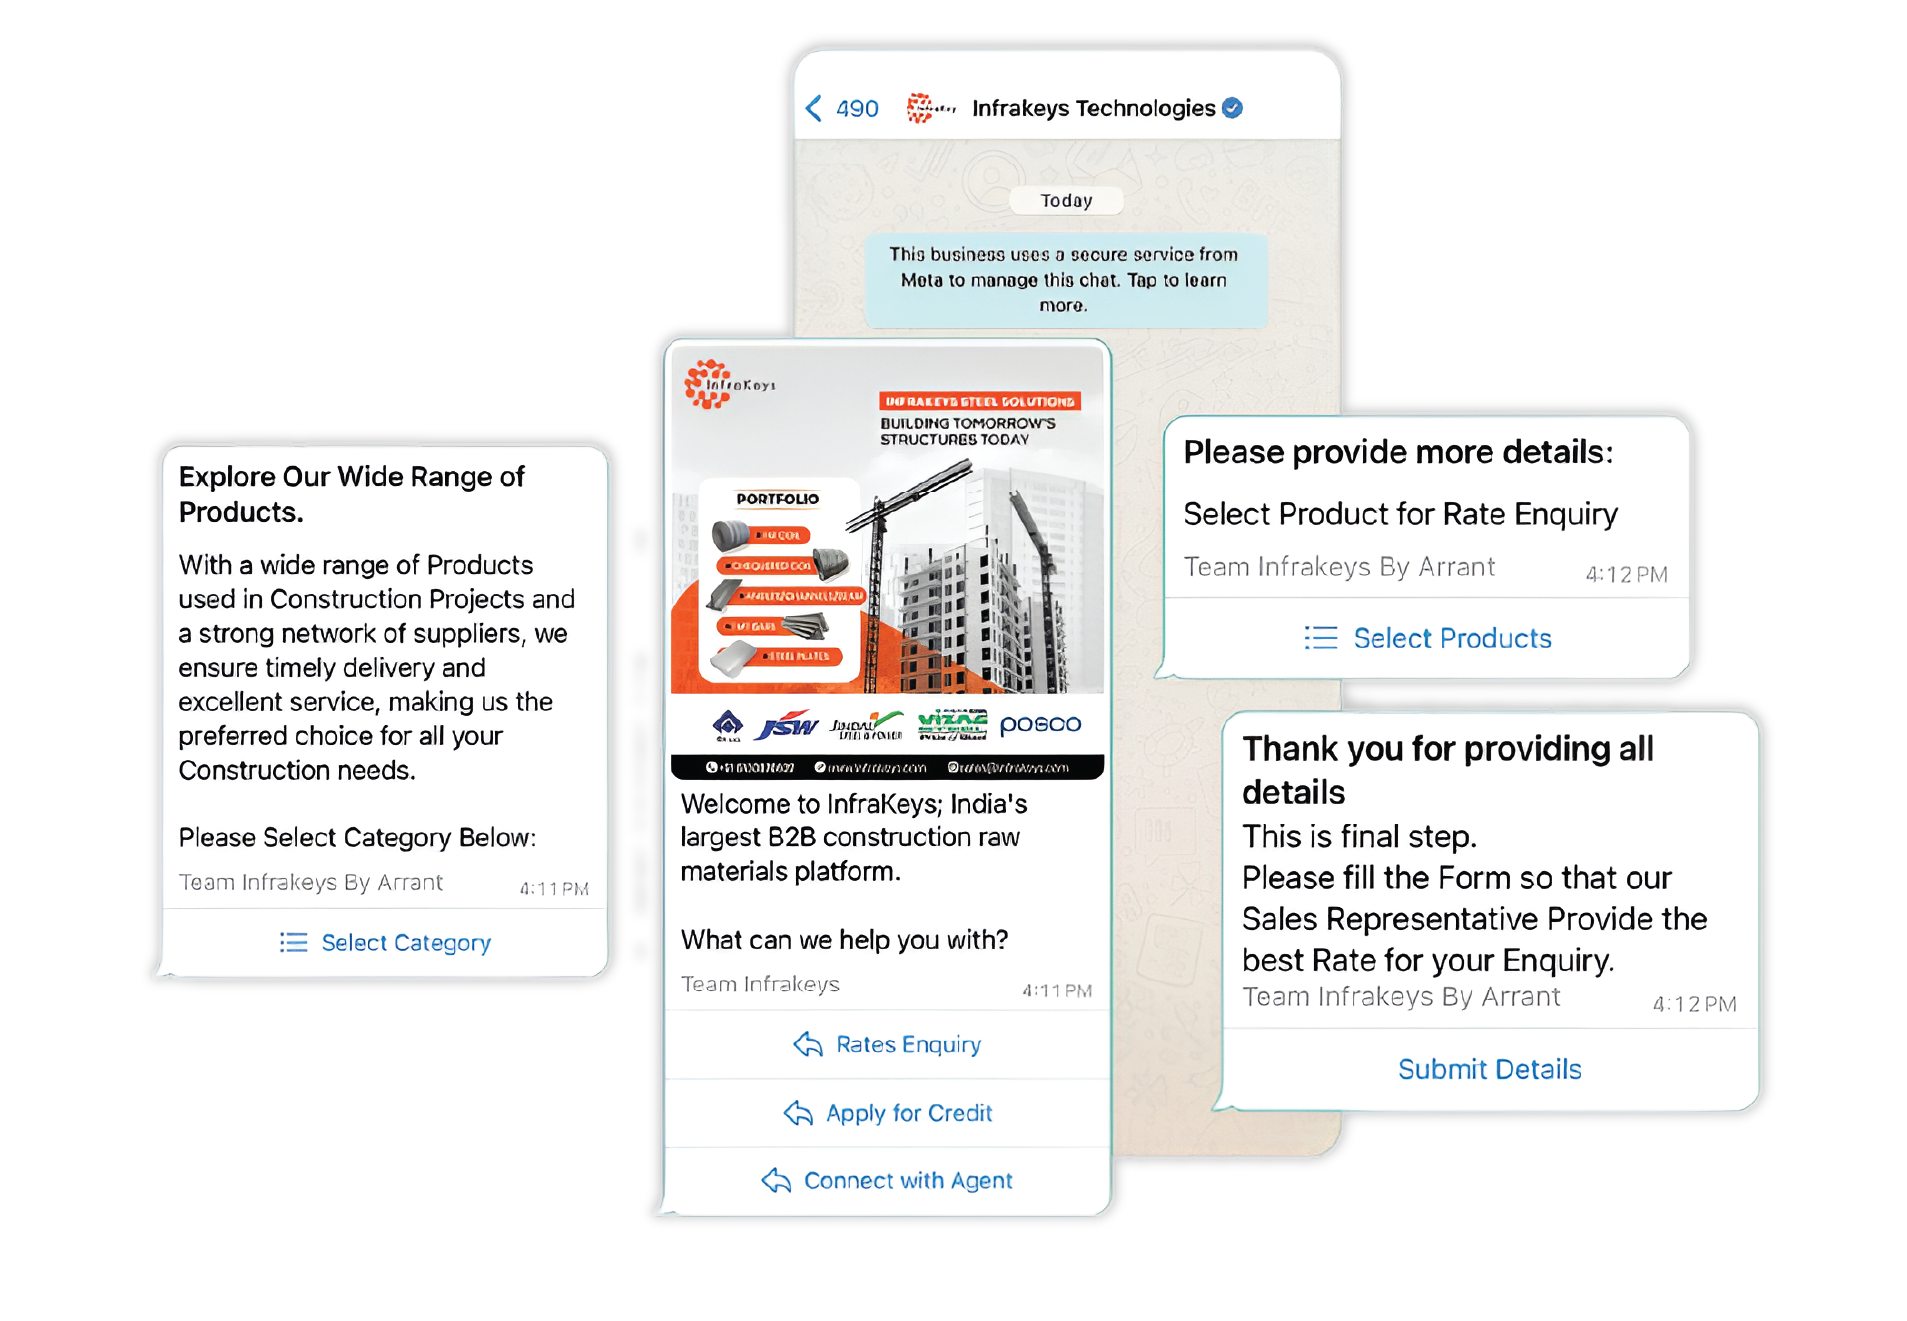 490
Infrakeys Technologies
Today
This business uses a secure service from
Meta to manage this chat. Tap to learn
more.
InfraKeys
INFRAKEYS STEEL SOLUTIONS
BUILDING TOMORROW'S
STRUCTURES TODAY
PORTFOLIO
JSW
VIZAG
posco
Welcome to InfraKeys; India's
largest B2B construction raw
materials platform.
What can we help you with?
Team Infrakeys
4:11 PM
Rates Enquiry
Apply for Credit
Connect with Agent
Explore Our Wide Range of
Products.
With a wide range of Products
used in Construction Projects and
a strong network of suppliers, we
ensure timely delivery and
excellent service, making us the
preferred choice for all your
Construction needs.
Please Select Category Below:
Team Infrakeys By Arrant
4:11 PM
Select Category
Please provide more details:
Select Product for Rate Enquiry
Team Infrakeys By Arrant
4:12 PM
Select Products
Thank you for providing all
details
This is final step.
Please fill the Form so that our
Sales Representative Provide the
best Rate for your Enquiry.
Team Infrakeys By Arrant
4:12 PM
Submit Details